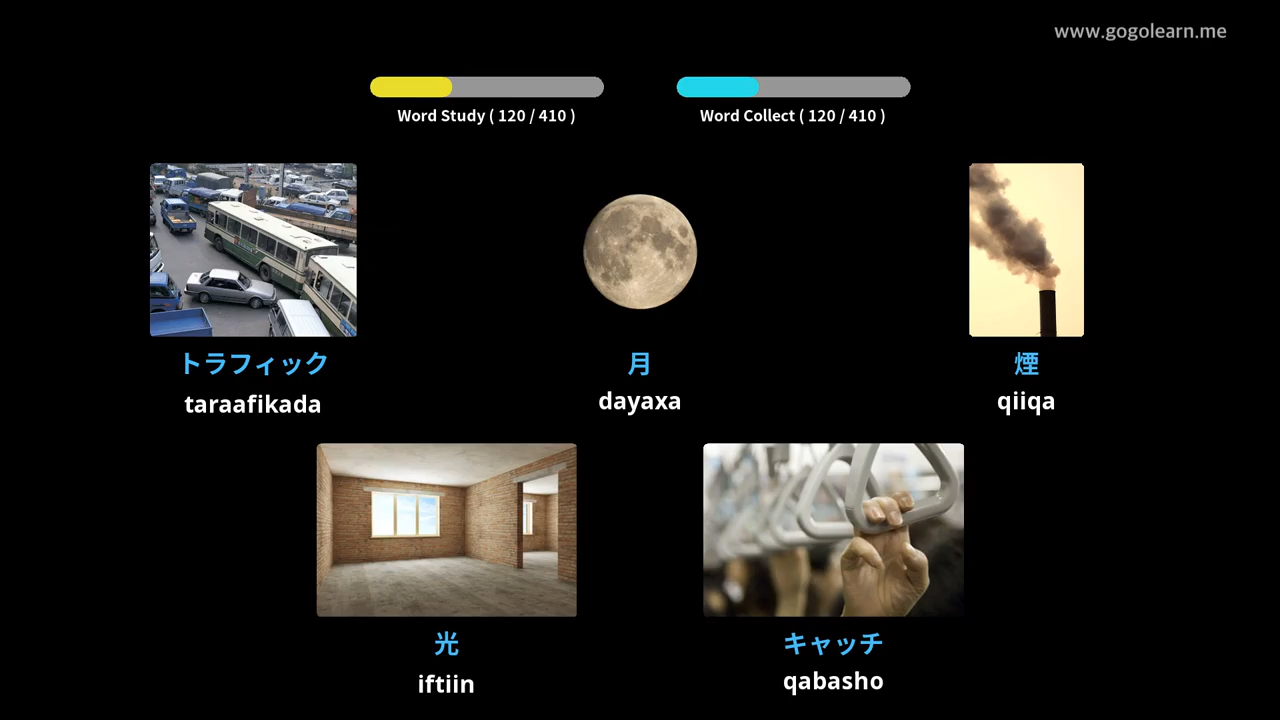 www.gogolearn.me
Word Study ( 120 / 410 )
Word Collect ( 120 / 410 )
トラフィック
taraafikada
月
dayaxa
煙
qiiqa
光
iftiin
キャッチ
qabasho